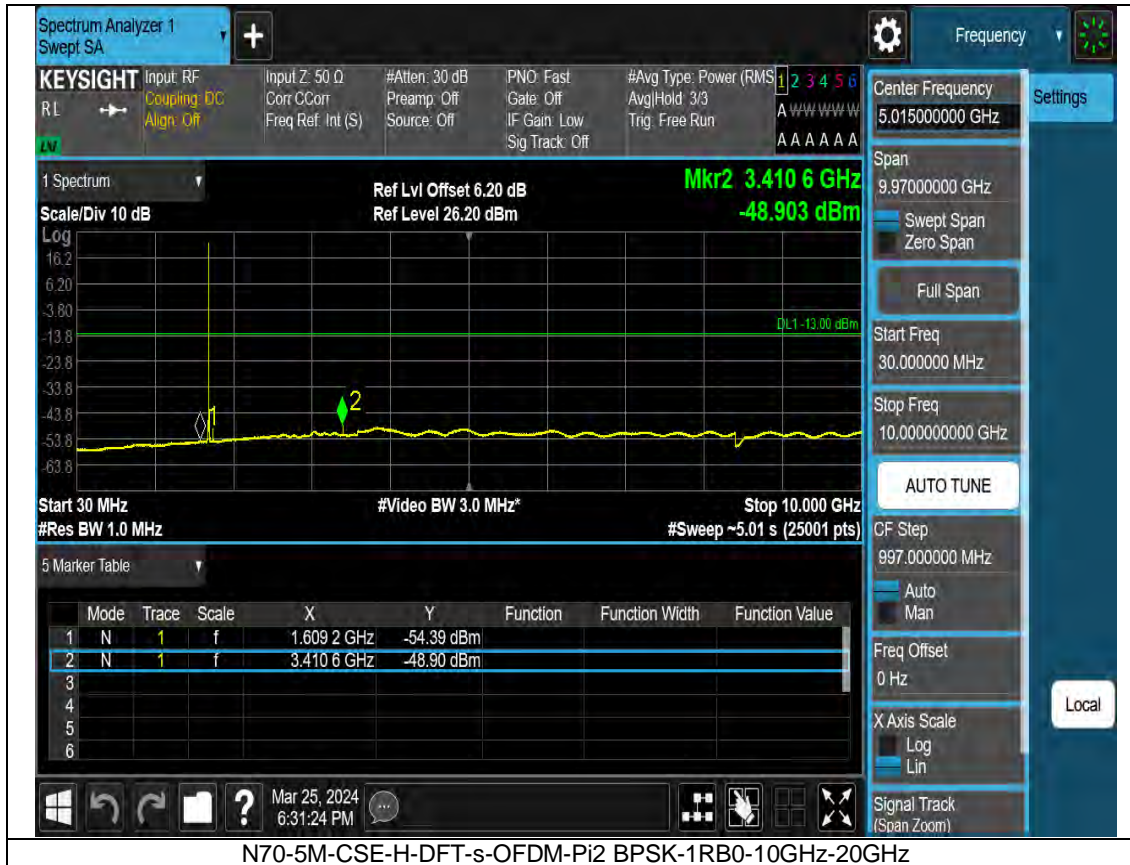 Spectrum Analyzer 1
Swept SA
+
Frequency
KEYSIGHT
RL
LNI
Input: RF
Coupling: DC
Align: Off
Input Z: 50 Ω
Corr CCorr
Freq Ref: Int (S)
#Atten: 30 dB
Preamp: Off
Source: Off
PNO: Fast
Gate: Off
IF Gain: Low
Sig Track: Off
#Avg Type: Power (RMS
Avg|Hold: 3/3
Trig: Free Run
1 2 3 4 5 6
A W W W W W
A A A A A A
1 Spectrum
Scale/Div 10 dB
Ref Lvl Offset 6.20 dB
Ref Level 26.20 dBm
Mkr2 3.410 6 GHz
-48.903 dBm
Log
16.2
6.20
-3.80
-13.8
-23.8
-33.8
-43.8
-53.8
-63.8
DL1 -13.00 dBm
1
2
Start 30 MHz
#Res BW 1.0 MHz
#Video BW 3.0 MHz*
Stop 10.000 GHz
#Sweep ~5.01 s (25001 pts)
5 Marker Table
Mode Trace Scale X Y Function Function Width Function Value
1 N 1 f 1.609 2 GHz -54.39 dBm
2 N 1 f 3.410 6 GHz -48.90 dBm
3
4
5
6
Mar 25, 2024
6:31:24 PM
?
Center Frequency
5.015000000 GHz
Settings
Span
9.97000000 GHz
Swept Span
Zero Span
Full Span
Start Freq
30.000000 MHz
Stop Freq
10.000000000 GHz
AUTO TUNE
CF Step
997.000000 MHz
Auto
Man
Freq Offset
0 Hz
X Axis Scale
Log
Lin
Local
Signal Track
(Span Zoom)
N70-5M-CSE-H-DFT-s-OFDM-Pi2 BPSK-1RB0-10GHz-20GHz